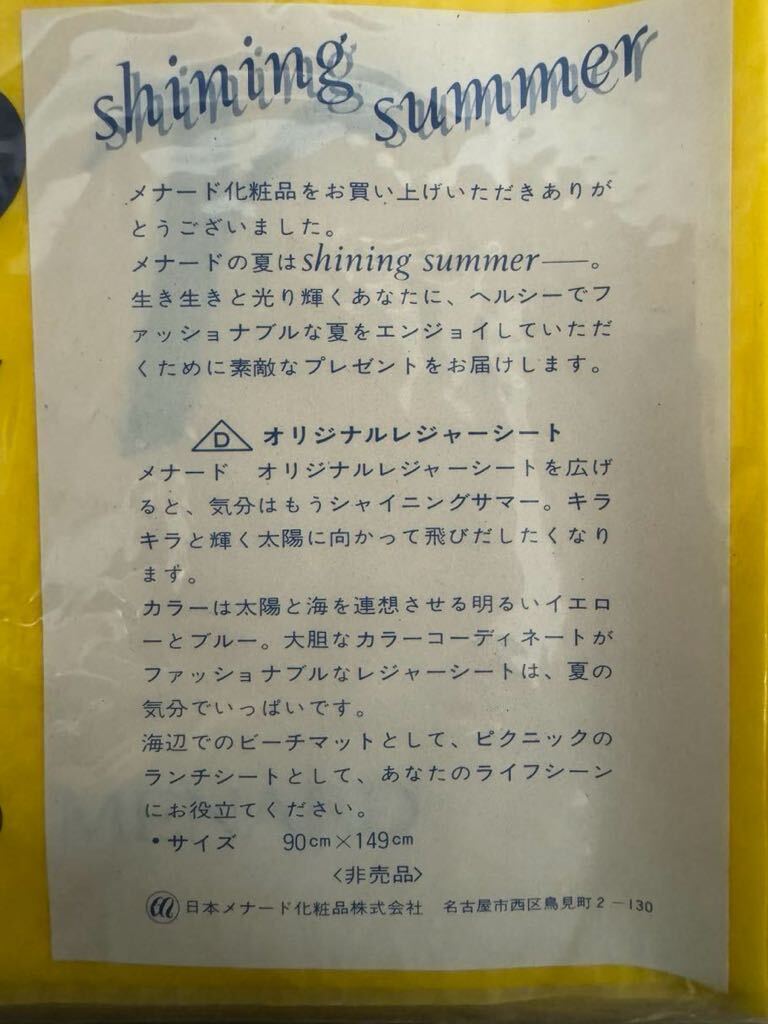 shining summer
メナード化粧品をお買い上げいただきありが
とうございました。
メナードの夏はshining summer──。
生き生きと光り輝くあなたに、ヘルシーでフ
ァッショナブルな夏をエンジョイしていただ
くために素敵なプレゼントをお届けします。
D オリジナルレジャーシート
メナード　オリジナルレジャーシートを広げ
ると、気分はもうシャイニングサマー。キラ
キラと輝く太陽に向かって飛びだしたくなり
ます。
カラーは太陽と海を連想させる明るいイエロ
ーとブルー。大胆なカラーコーディネートが
ファッショナブルなレジャーシートは、夏の
気分でいっぱいです。
海辺でのビーチマットとして、ピクニックの
ランチシートとして、あなたのライフシーン
にお役立てください。
・サイズ　90cm×149cm
〈非売品〉
日本メナード化粧品株式会社　名古屋市西区鳥見町2－130